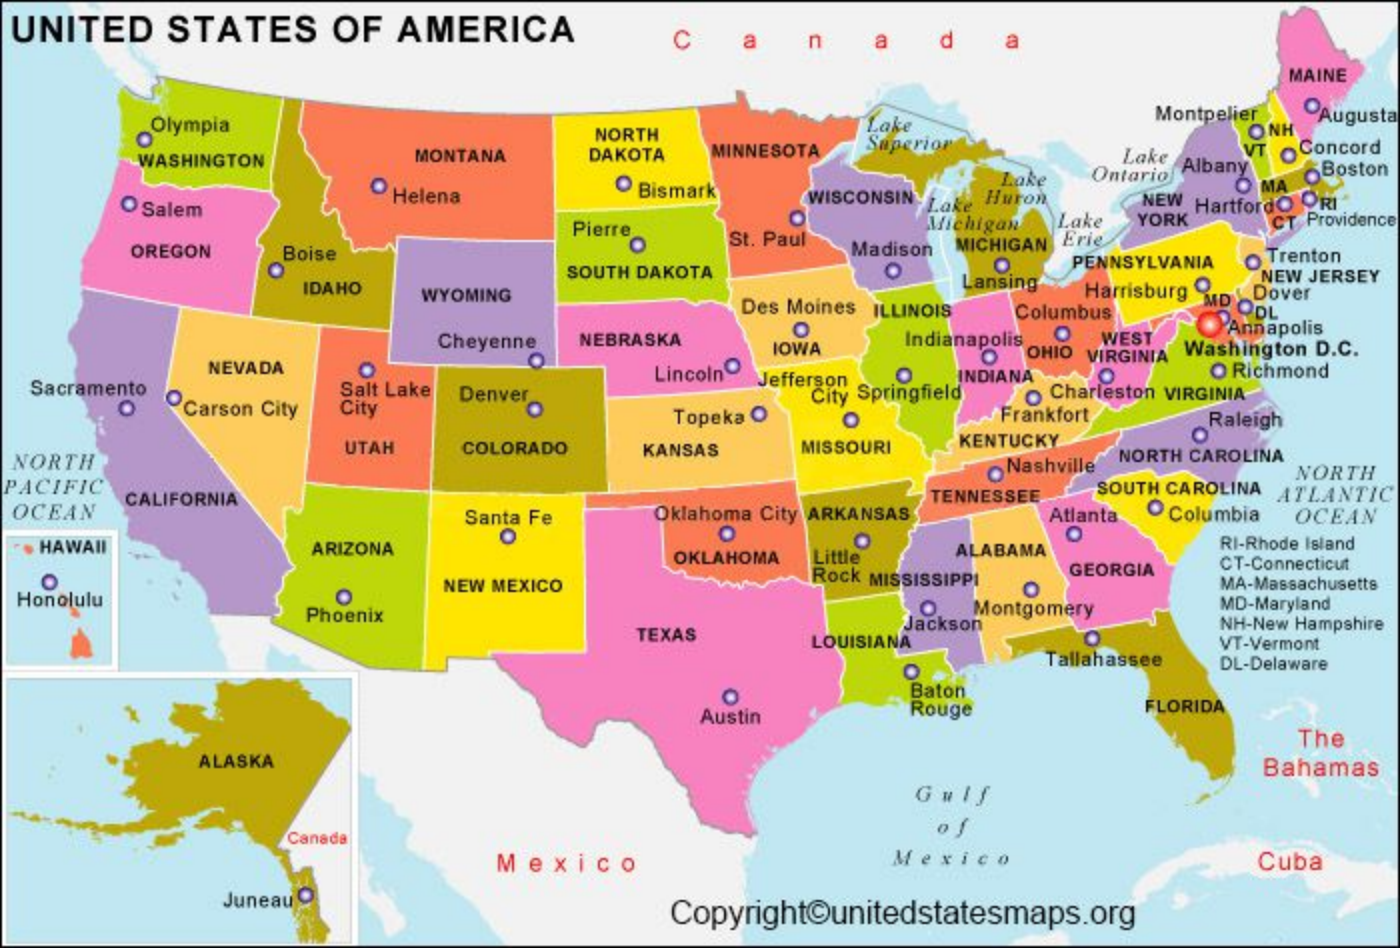 UNITED STATES OF AMERICA
C a n a d a
MAINE
Augusta
Montpelier
NH
VT
Concord
Boston
Albany
MA
NEW
YORK
Hartford
CT
RI
Providence
Lake
Superior
Lake
Ontario
Lake
Huron
Lake
Michigan
Lake
Erie
Olympia
WASHINGTON
MONTANA
Helena
NORTH
DAKOTA
Bismark
MINNESOTA
St. Paul
WISCONSIN
Madison
MICHIGAN
Lansing
Salem
OREGON
Boise
IDAHO
WYOMING
Cheyenne
Pierre
SOUTH DAKOTA
PENNSYLVANIA
Harrisburg
Trenton
NEW JERSEY
Dover
DL
MD
Annapolis
Washington D.C.
Des Moines
IOWA
ILLINOIS
Springfield
Indianapolis
INDIANA
Columbus
OHIO
WEST
VIRGINIA
Charleston
Richmond
VIRGINIA
NEVADA
Carson City
Sacramento
CALIFORNIA
Salt Lake
City
UTAH
Denver
COLORADO
NEBRASKA
Lincoln
Topeka
KANSAS
Jefferson
City
MISSOURI
Frankfort
KENTUCKY
Nashville
TENNESSEE
Raleigh
NORTH CAROLINA
SOUTH CAROLINA
Columbia
NORTH
PACIFIC
OCEAN
NORTH
ATLANTIC
OCEAN
ARIZONA
Phoenix
Santa Fe
NEW MEXICO
Oklahoma City
OKLAHOMA
ARKANSAS
Little
Rock
MISSISSIPPI
Jackson
ALABAMA
Montgomery
Atlanta
GEORGIA
TEXAS
Austin
LOUISIANA
Baton
Rouge
Tallahassee
FLORIDA
RI-Rhode Island
CT-Connecticut
MA-Massachusetts
MD-Maryland
NH-New Hampshire
VT-Vermont
DL-Delaware
HAWAII
Honolulu
ALASKA
Canada
Juneau
Gulf
of
Mexico
The
Bahamas
Mexico
Cuba
Copyright©unitedstatesmaps.org